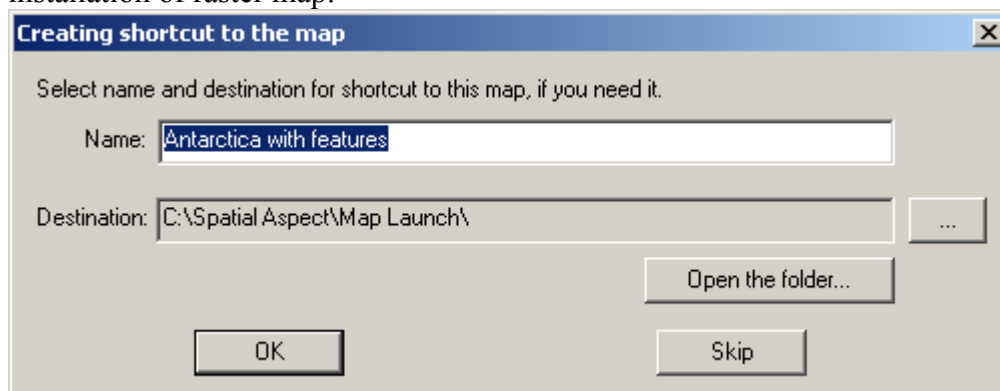 installation of raster map:
Creating shortcut to the map
Select name and destination for shortcut to this map, if you need it.
Name: Antarctica with features
Destination: C:\Spatial Aspect\Map Launch\ ...
Open the folder...
OK Skip